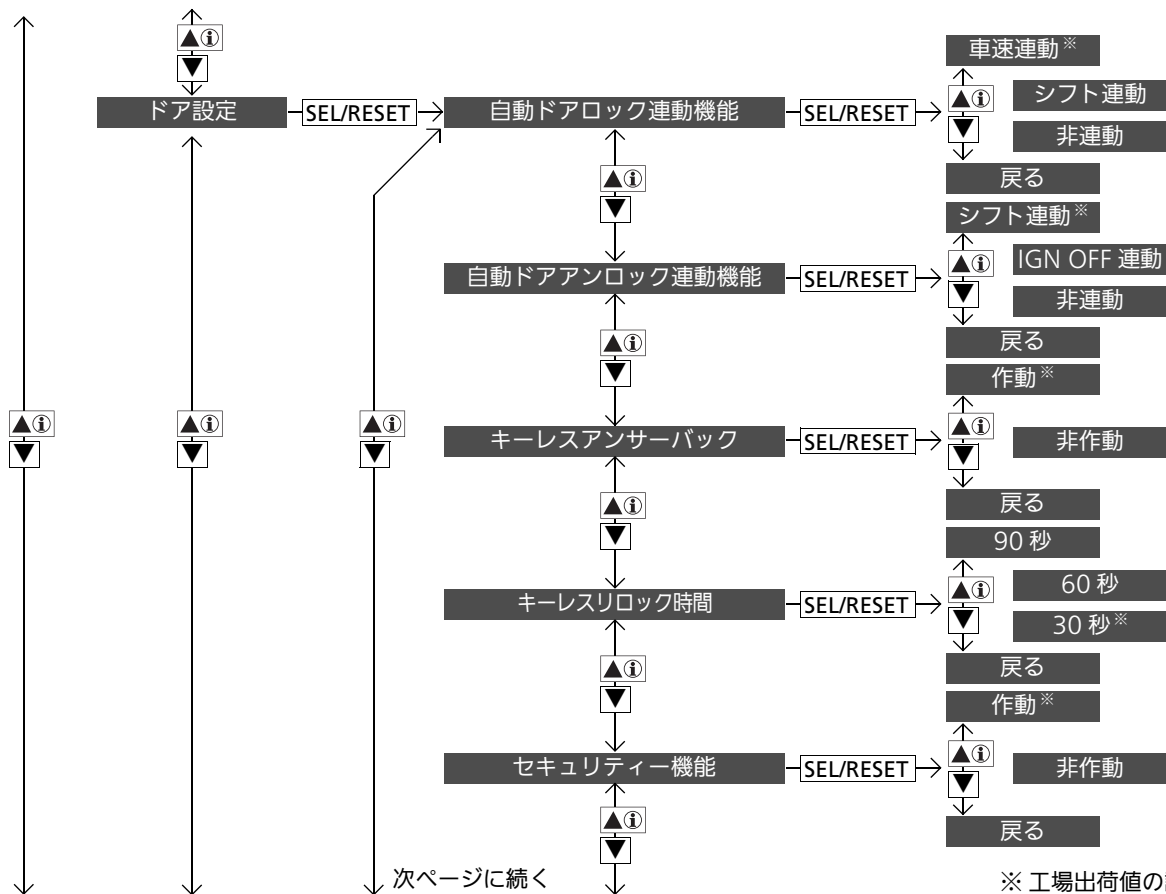 ▲ⓘ
▼
車速連動※
ドア設定 SEL/RESET 自動ドアロック連動機能 SEL/RESET ▲ⓘ シフト連動
▼ 非連動
戻る
▲ⓘ
▼
シフト連動※
自動ドアアンロック連動機能 SEL/RESET ▲ⓘ IGN OFF 連動
▼ 非連動
戻る
▲ⓘ
▼
作動※
▲ⓘ ▲ⓘ ▲ⓘ
▼ ▼ ▼
キーレスアンサーバック SEL/RESET ▲ⓘ 非作動
▼
戻る
▲ⓘ
▼
90 秒
キーレスリロック時間 SEL/RESET ▲ⓘ 60 秒
▼ 30 秒※
戻る
▲ⓘ
▼
作動※
セキュリティー機能 SEL/RESET ▲ⓘ 非作動
▼
戻る
▲ⓘ
▼
次ページに続く
※ 工場出荷値の